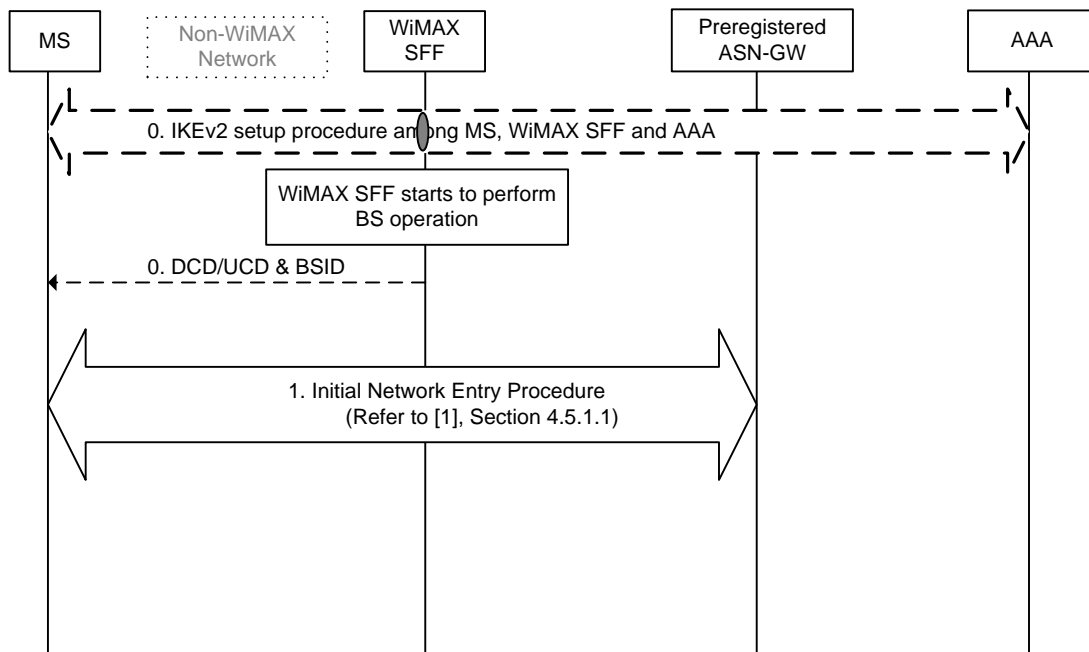 MS
Non-WiMAX
Network
WiMAX
SFF
Preregistered
ASN-GW
AAA
0. IKEv2 setup procedure among MS, WiMAX SFF and AAA
WiMAX SFF starts to perform
BS operation
0. DCD/UCD & BSID
1. Initial Network Entry Procedure
(Refer to [1], Section 4.5.1.1)